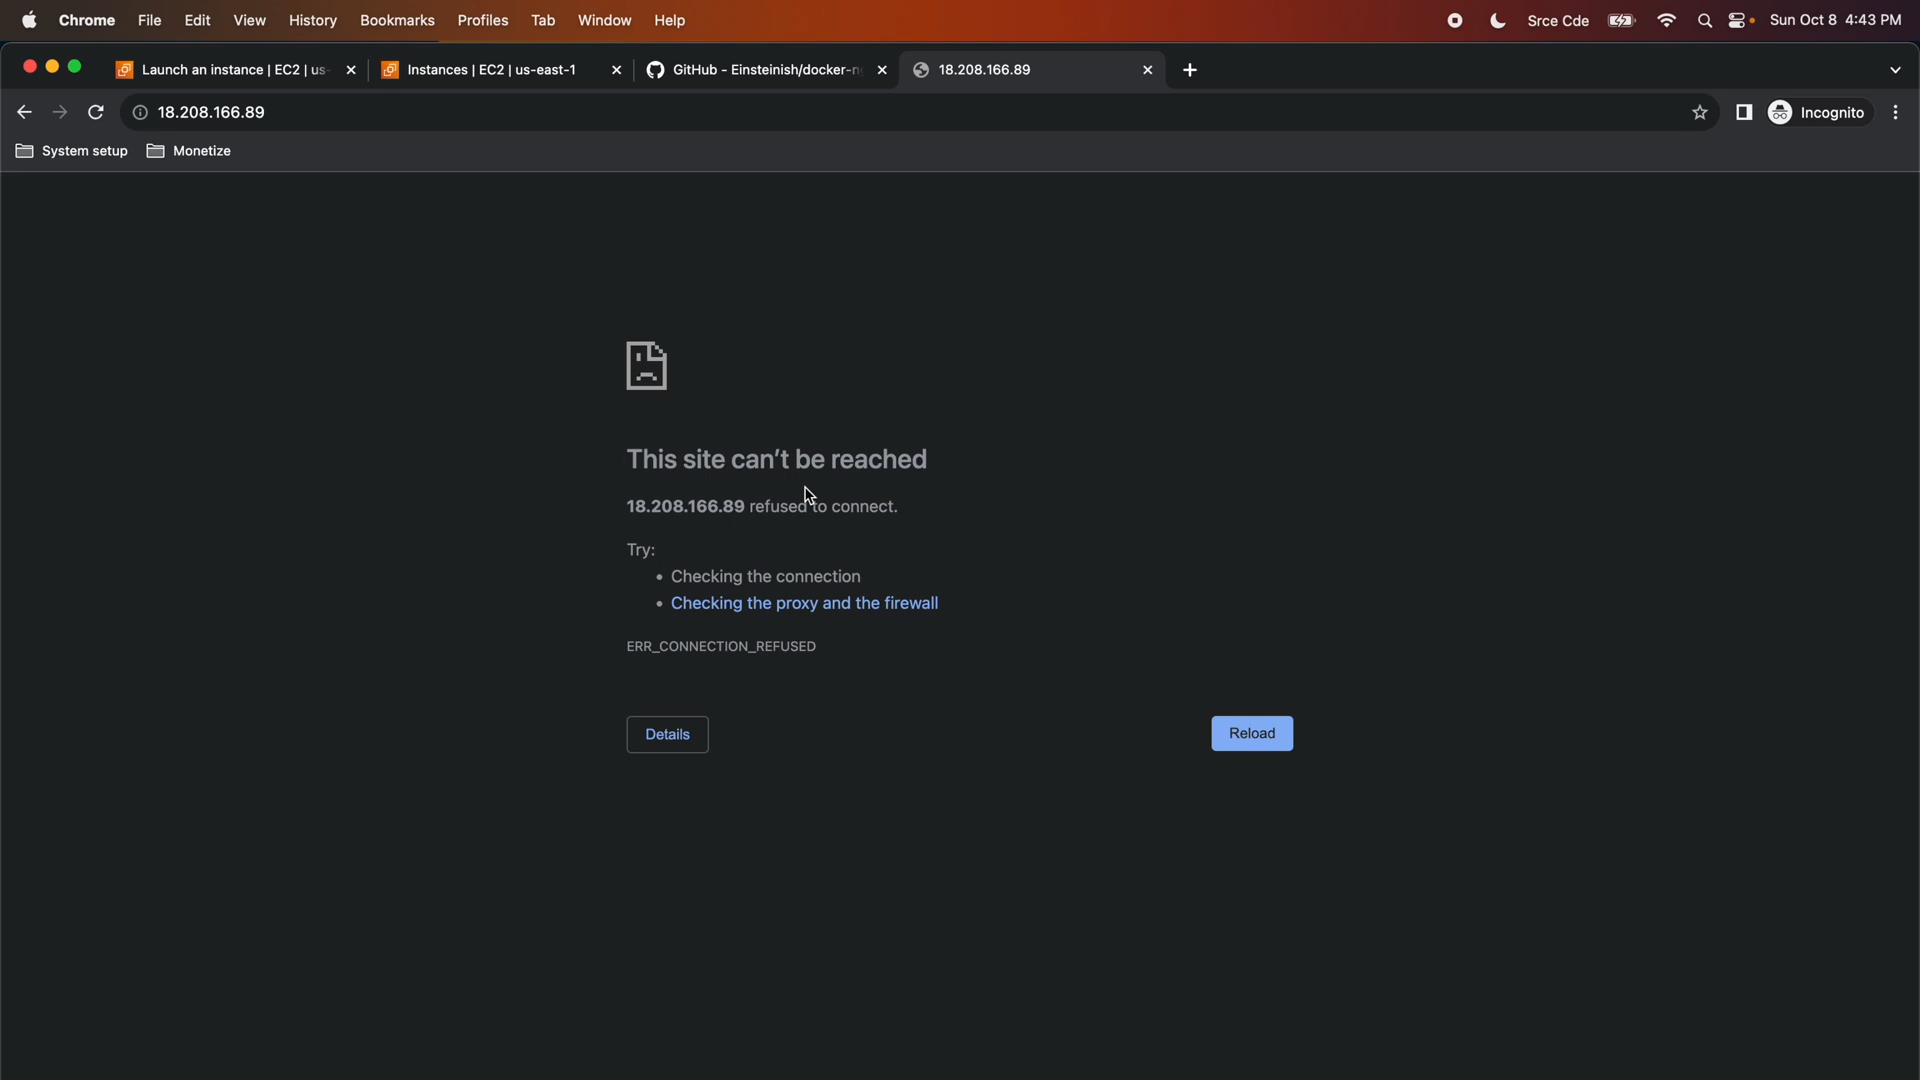 Chrome File Edit View History Bookmarks Profiles Tab Window Help Srce Cde Sun Oct 8 4:43 PM
Launch an instance | EC2 | us- Instances | EC2 | us-east-1 GitHub - Einsteinish/docker-n 18.208.166.89
18.208.166.89 Incognito
System setup Monetize
This site can't be reached
18.208.166.89 refused to connect.
Try:
• Checking the connection
• Checking the proxy and the firewall
ERR_CONNECTION_REFUSED
Details Reload